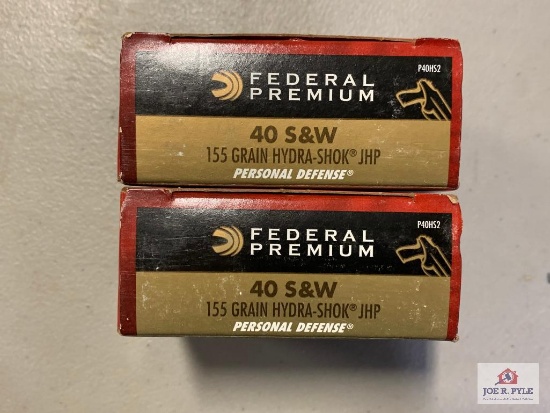 FEDERAL
PREMIUM
P40HS2
40 S&W
155 GRAIN HYDRA-SHOK® JHP
PERSONAL DEFENSE®
FEDERAL
PREMIUM
P40HS2
40 S&W
155 GRAIN HYDRA-SHOK® JHP
PERSONAL DEFENSE®
JOE R. PYLE